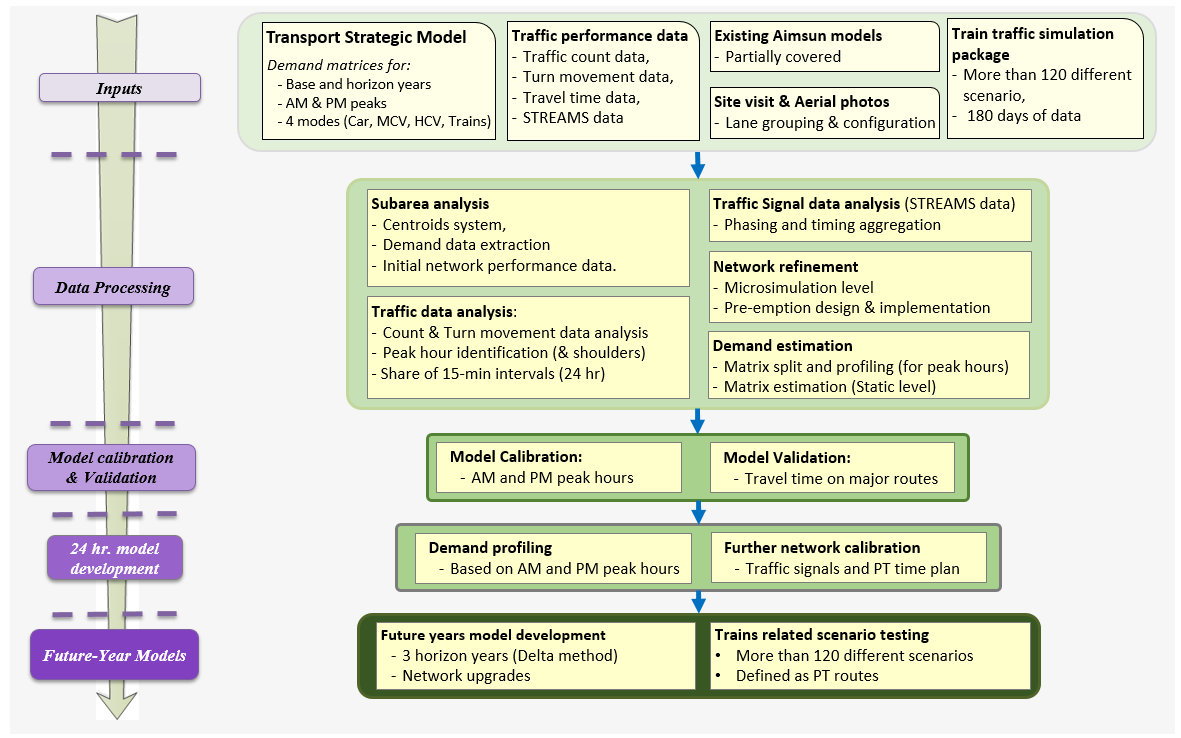 Inputs
Transport Strategic Model
Demand matrices for:
- Base and horizon years
- AM & PM peaks
- 4 modes (Car, MCV, HCV, Trains)
Traffic performance data
- Traffic count data,
- Turn movement data,
- Travel time data,
- STREAMS data
Existing Aimsun models
- Partially covered
Site visit & Aerial photos
- Lane grouping & configuration
Train traffic simulation
package
- More than 120 different
scenario,
- 180 days of data
Data Processing
Subarea analysis
- Centroids system,
- Demand data extraction
- Initial network performance data.
Traffic data analysis:
- Count & Turn movement data analysis
- Peak hour identification (& shoulders)
- Share of 15-min intervals (24 hr)
Traffic Signal data analysis (STREAMS data)
- Phasing and timing aggregation
Network refinement
- Microsimulation level
- Pre-emption design & implementation
Demand estimation
- Matrix split and profiling (for peak hours)
- Matrix estimation (Static level)
Model calibration
& Validation
Model Calibration:
- AM and PM peak hours
Model Validation:
- Travel time on major routes
24 hr. model
development
Demand profiling
- Based on AM and PM peak hours
Further network calibration
- Traffic signals and PT time plan
Future-Year Models
Future years model development
- 3 horizon years (Delta method)
- Network upgrades
Trains related scenario testing
• More than 120 different scenarios
• Defined as PT routes